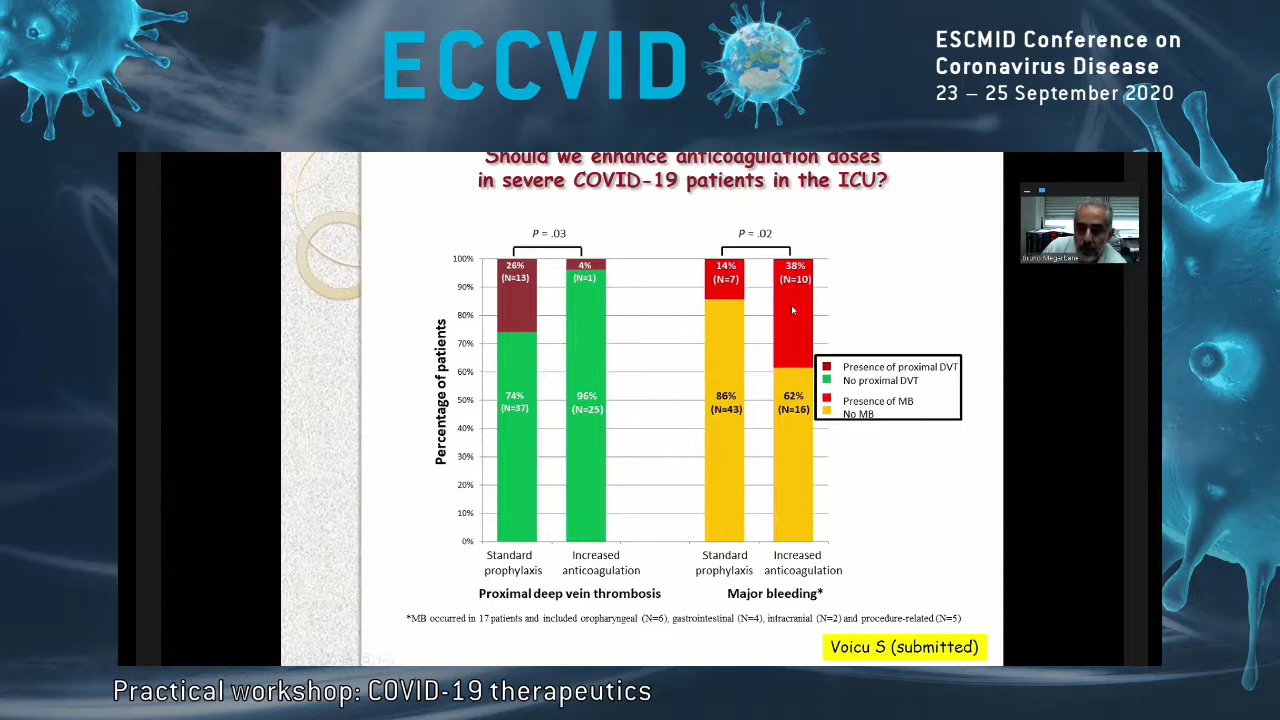 ECCVID
ESCMID Conference on
Coronavirus Disease
23 – 25 September 2020
Should we enhance anticoagulation doses
in severe COVID-19 patients in the ICU?
Bruno Megarbane
P = .03
P = .02
100%
90%
80%
70%
60%
50%
40%
30%
20%
10%
0%
Percentage of patients
26%
(N=13)
4%
(N=1)
14%
(N=7)
38%
(N=10)
74%
(N=37)
96%
(N=25)
86%
(N=43)
62%
(N=16)
Presence of proximal DVT
No proximal DVT
Presence of MB
No MB
Standard
prophylaxis
Increased
anticoagulation
Standard
prophylaxis
Increased
anticoagulation
Proximal deep vein thrombosis
Major bleeding*
*MB occurred in 17 patients and included oropharyngeal (N=6), gastrointestinal (N=4), intracranial (N=2) and procedure-related (N=5)
Voicu S (submitted)
Practical workshop: COVID-19 therapeutics